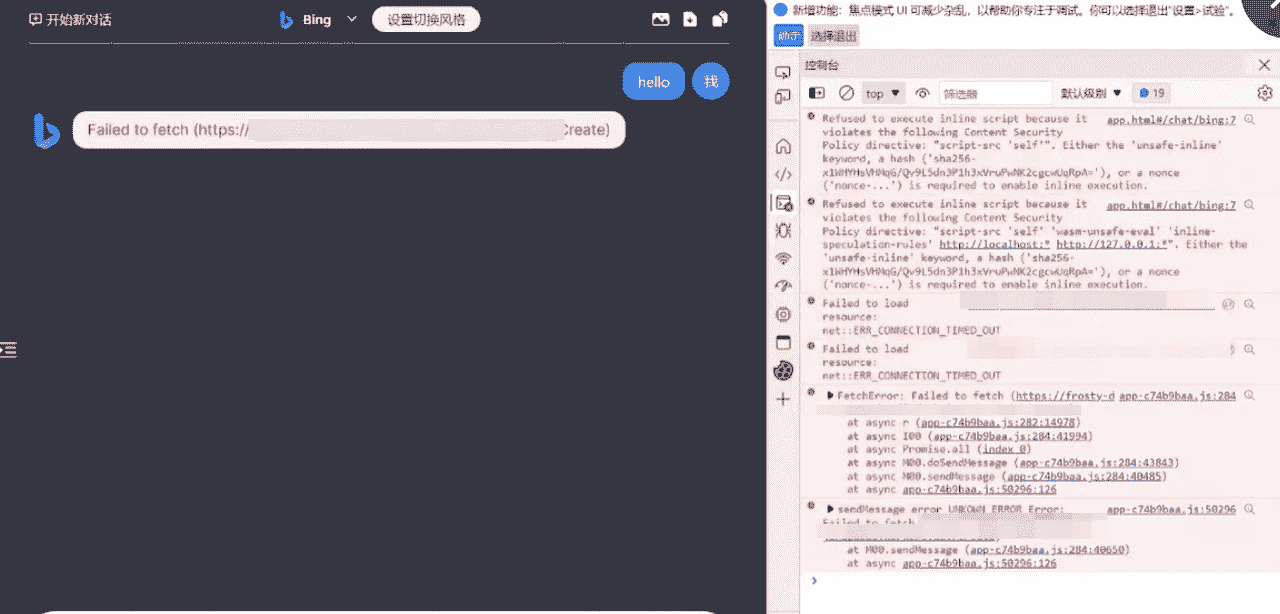 开始新对话
Bing
设置切换风格
hello
我
Failed to fetch (https://
Create)
新增功能: 焦点模式 UI 可减少杂乱，以帮助你专注于调试。你可以选择退出"设置>试验"。
选择退出
控制台
top
筛选器
默认级别
19
Refused to execute inline script because it app.html#/chat/bing:7
violates the following Content Security
Policy directive: "script-src 'self'". Either the 'unsafe-inline'
keyword, a hash ('sha256-
('nonce-...') is required to enable inline execution.
Refused to execute inline script because it app.html#/chat/bing:7
violates the following Content Security
Policy directive: "script-src 'self' 'wasm-unsafe-eval' 'inline-
speculation-rules' http://localhost:* http://127.0.0.1:*". Either the
'unsafe-inline' keyword, a hash ('sha256-
('nonce-...') is required to enable inline execution.
Failed to load
resource:
net::ERR_CONNECTION_TIMED_OUT
Failed to load
resource:
net::ERR_CONNECTION_TIMED_OUT
FetchError: Failed to fetch (https://frosty-d app-c74b9baa.js:284
at async r (app-c74b9baa.js:282:14978)
at async I00 (app-c74b9baa.js:284:41994)
at async Promise.all (index 0)
at async M00.doSendMessage (app-c74b9baa.js:284:43843)
at async M00.sendMessage (app-c74b9baa.js:284:40485)
at async app-c74b9baa.js:50296:126
sendMessage error UNKOWN_ERROR Error: app-c74b9baa.js:50296
Failed to fetch
at M00.sendMessage (app-c74b9baa.js:284:40650)
at async app-c74b9baa.js:50296:126